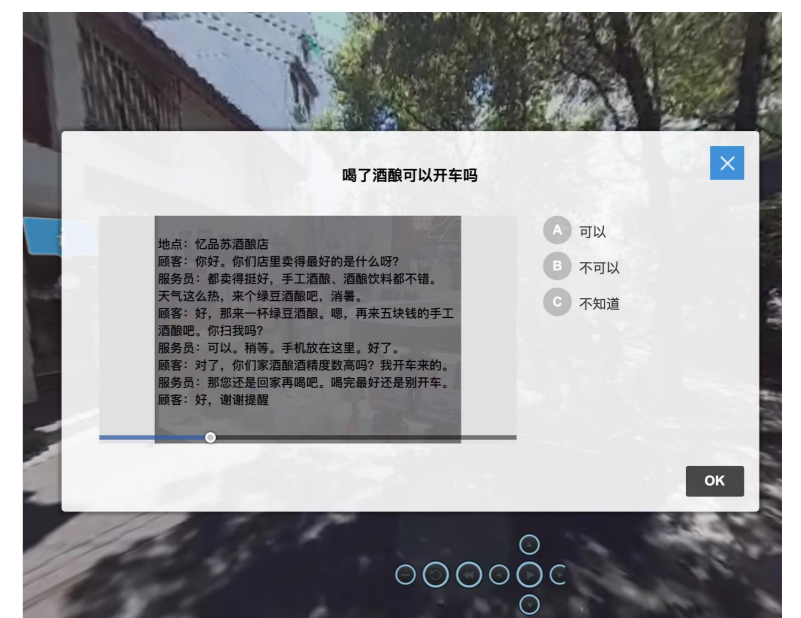 喝了酒酿可以开车吗
地点：忆品苏酒酿店
顾客：你好。你们店里卖得最好的是什么呀？
服务员：都卖得挺好，手工酒酿、酒酿饮料都不错。
天气这么热，来个绿豆酒酿吧，消暑。
顾客：好，那来一杯绿豆酒酿。嗯，再来五块钱的手工
酒酿吧。你扫我吗？
服务员：可以。稍等。手机放在这里。好了。
顾客：对了，你们家酒酿酒精度数高吗？我开车来的。
服务员：那您还是回家再喝吧。喝完最好还是别开车。
顾客：好，谢谢提醒
A 可以
B 不可以
C 不知道
OK